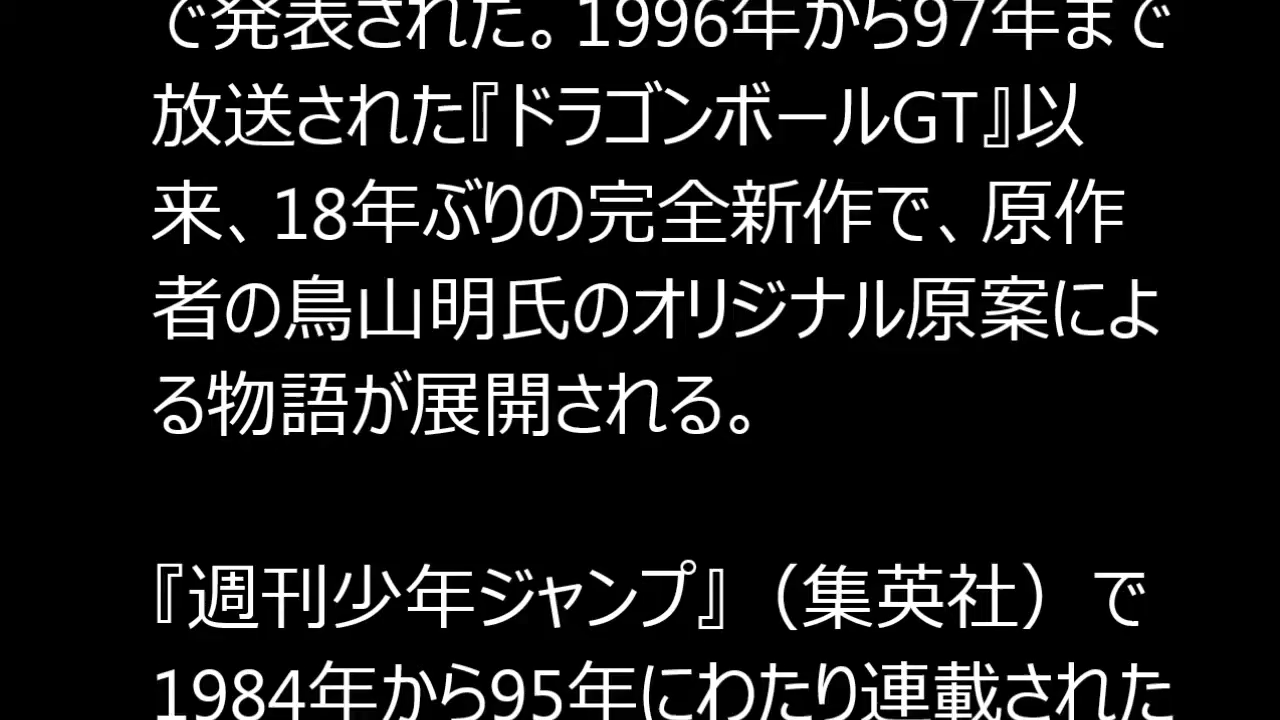 で発表された。1996年から97年まで
放送された『ドラゴンボールGT』以
来、18年ぶりの完全新作で、原作
者の鳥山明氏のオリジナル原案によ
る物語が展開される。
『週刊少年ジャンプ』（集英社）で
1984年から95年にわたり連載された